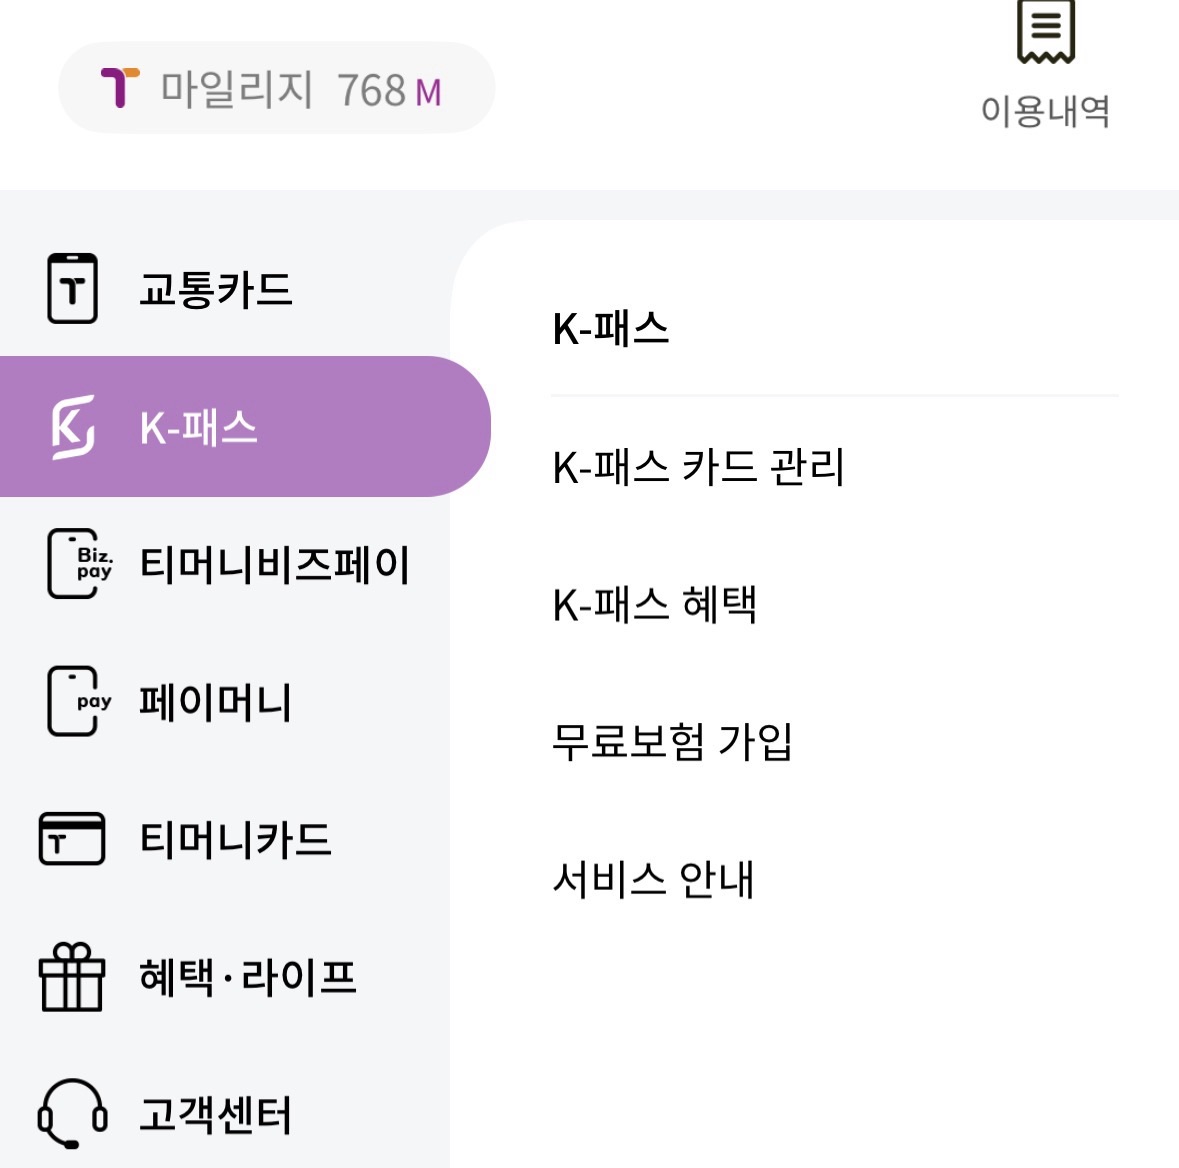 마일리지 768 M
이용내역
교통카드
K-패스
Biz.
pay
티머니비즈페이
pay
페이머니
티머니카드
혜택·라이프
고객센터
K-패스
K-패스 카드 관리
K-패스 혜택
무료보험 가입
서비스 안내